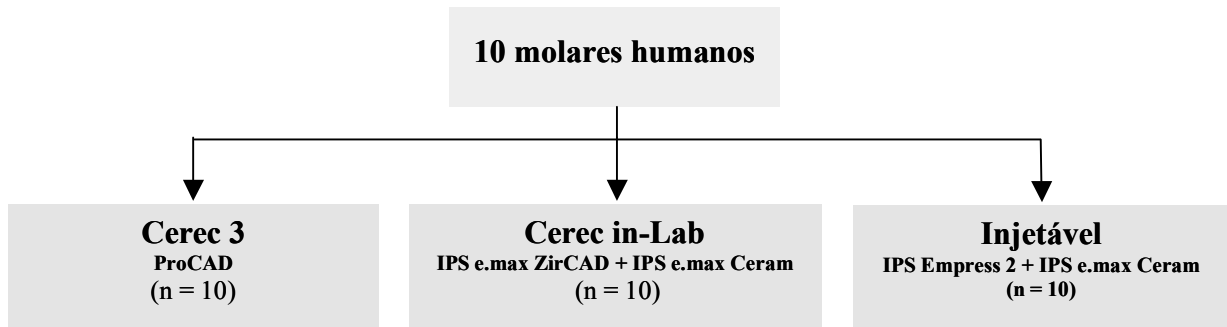 10 molares humanos
Cerec 3
ProCAD
(n = 10)
Cerec in-Lab
IPS e.max ZirCAD + IPS e.max Ceram
(n = 10)
Injetável
IPS Empress 2 + IPS e.max Ceram
(n = 10)